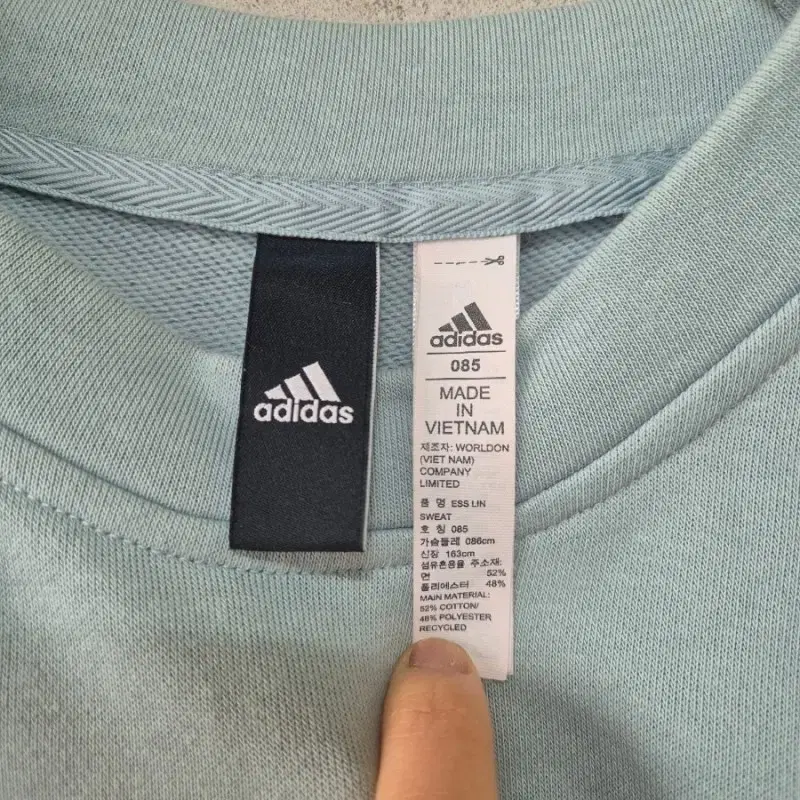 adidas
adidas
085
MADE
IN
VIETNAM
제조자: WORLDON
(VIET NAM)
COMPANY
LIMITED
품 명 ESS LIN
SWEAT
호 칭 085
가슴둘레 086cm
신장 163cm
섬유혼용율 주소재:
면 52%
폴리에스터 48%
MAIN MATERIAL:
52% COTTON/
48% POLYESTER
RECYCLED